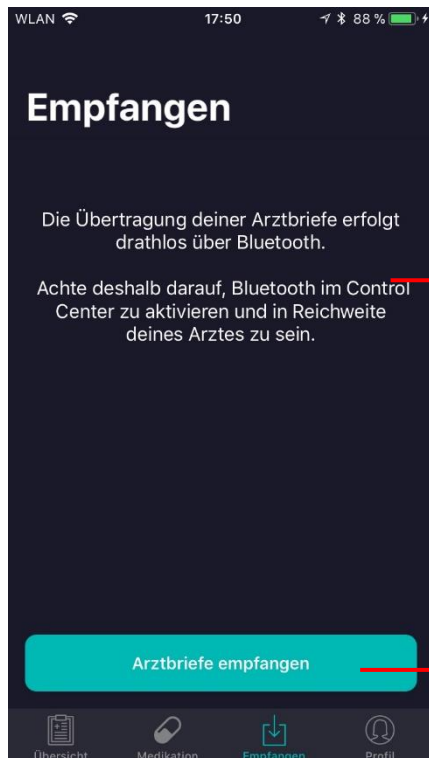 WLAN 17:50 88 %
Empfangen
Die Übertragung deiner Arztbriefe erfolgt
drathlos über Bluetooth.
Achte deshalb darauf, Bluetooth im Control
Center zu aktivieren und in Reichweite
deines Arztes zu sein.
Arztbriefe empfangen
Übersicht Medikation Empfangen Profil